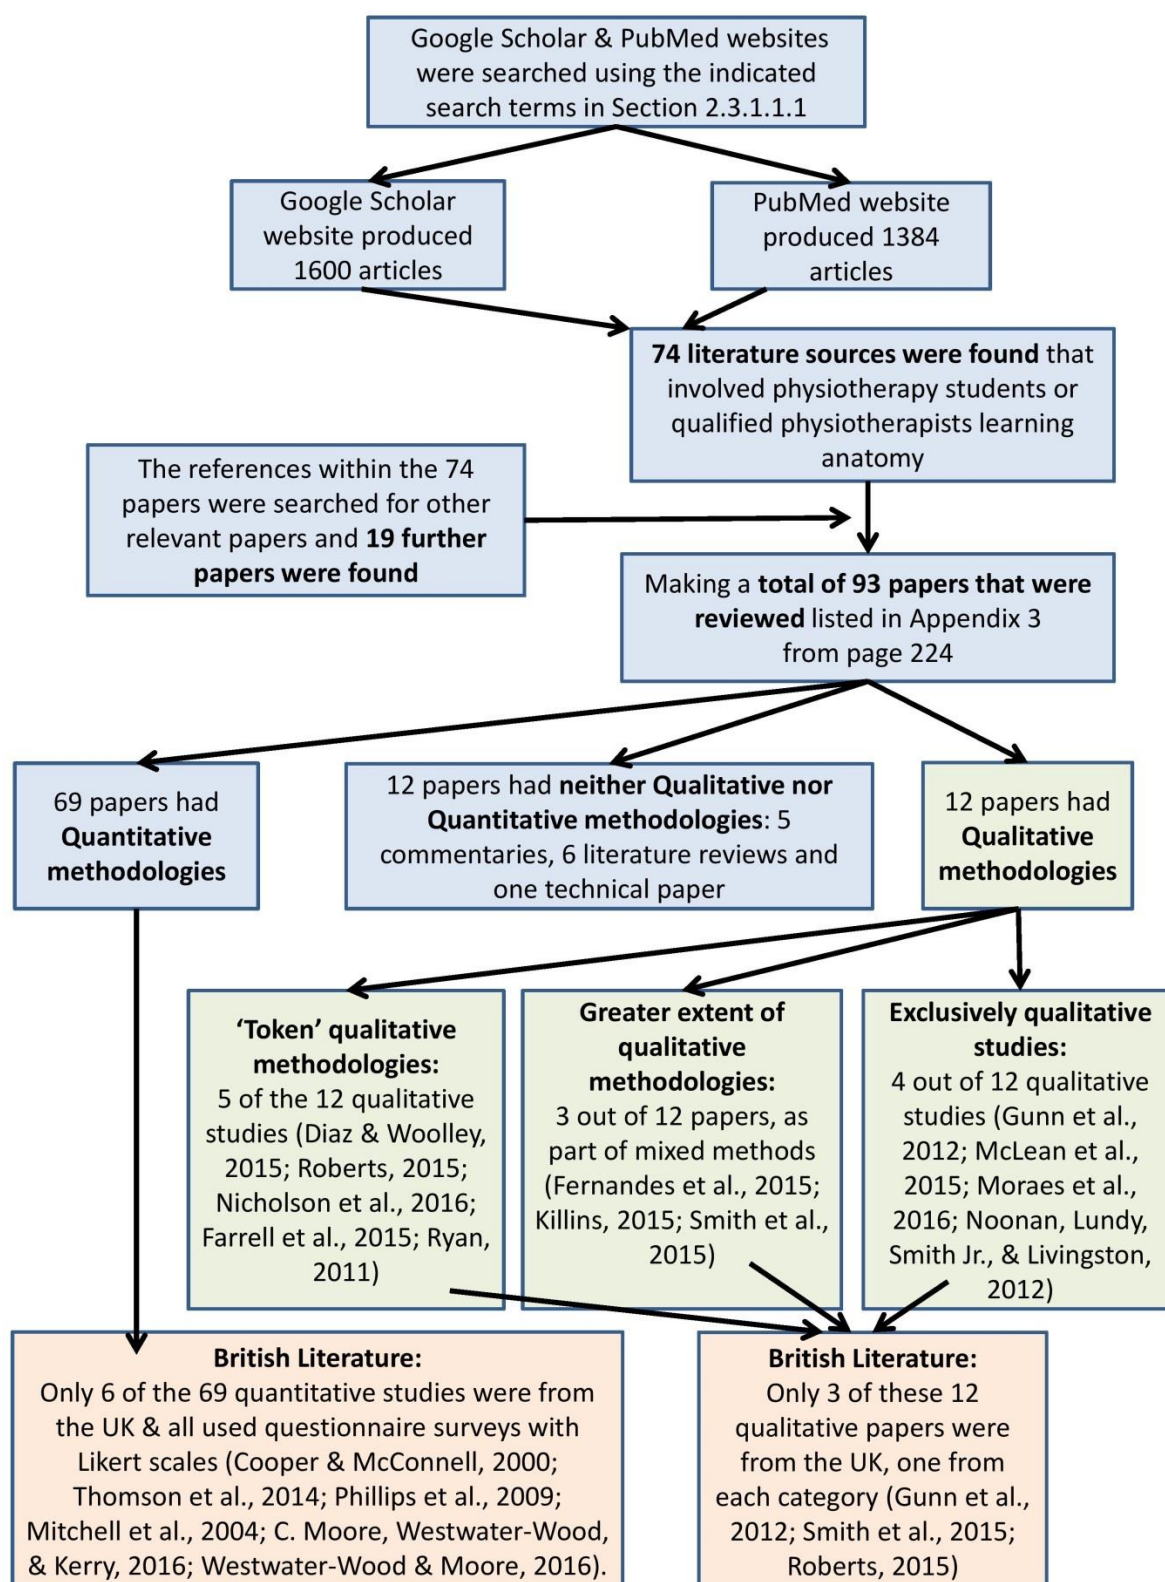 Google Scholar & PubMed websites
were searched using the indicated
search terms in Section 2.3.1.1.1
Google Scholar
website produced
1600 articles
PubMed website
produced 1384
articles
74 literature sources were found that
involved physiotherapy students or
qualified physiotherapists learning
anatomy
The references within the 74
papers were searched for other
relevant papers and 19 further
papers were found
Making a total of 93 papers that were
reviewed listed in Appendix 3
from page 224
69 papers had
Quantitative
methodologies
12 papers had neither Qualitative nor
Quantitative methodologies: 5
commentaries, 6 literature reviews and
one technical paper
12 papers had
Qualitative
methodologies
‘Token’ qualitative
methodologies:
5 of the 12 qualitative
studies (Diaz & Woolley,
2015; Roberts, 2015;
Nicholson et al., 2016;
Farrell et al., 2015; Ryan,
2011)
Greater extent of
qualitative
methodologies:
3 out of 12 papers, as
part of mixed methods
(Fernandes et al., 2015;
Killins, 2015; Smith et al.,
2015)
Exclusively qualitative
studies:
4 out of 12 qualitative
studies (Gunn et al.,
2012; McLean et al.,
2015; Moraes et al.,
2016; Noonan, Lundy,
Smith Jr., & Livingston,
2012)
British Literature:
Only 6 of the 69 quantitative studies were from
the UK & all used questionnaire surveys with
Likert scales (Cooper & McConnell, 2000;
Thomson et al., 2014; Phillips et al., 2009;
Mitchell et al., 2004; C. Moore, Westwater-Wood,
& Kerry, 2016; Westwater-Wood & Moore, 2016).
British Literature:
Only 3 of these 12
qualitative papers were
from the UK, one from
each category (Gunn et al.,
2012; Smith et al., 2015;
Roberts, 2015)